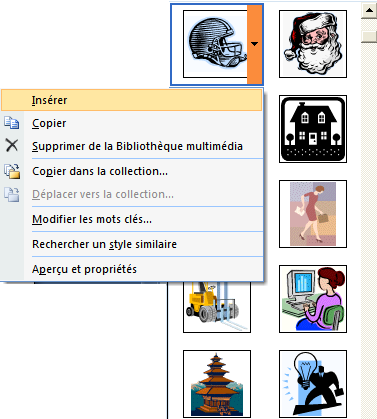 Insérer
Copier
Supprimer de la Bibliothèque multimédia
Copier dans la collection...
Déplacer vers la collection...
Modifier les mots clés...
Rechercher un style similaire
Aperçu et propriétés